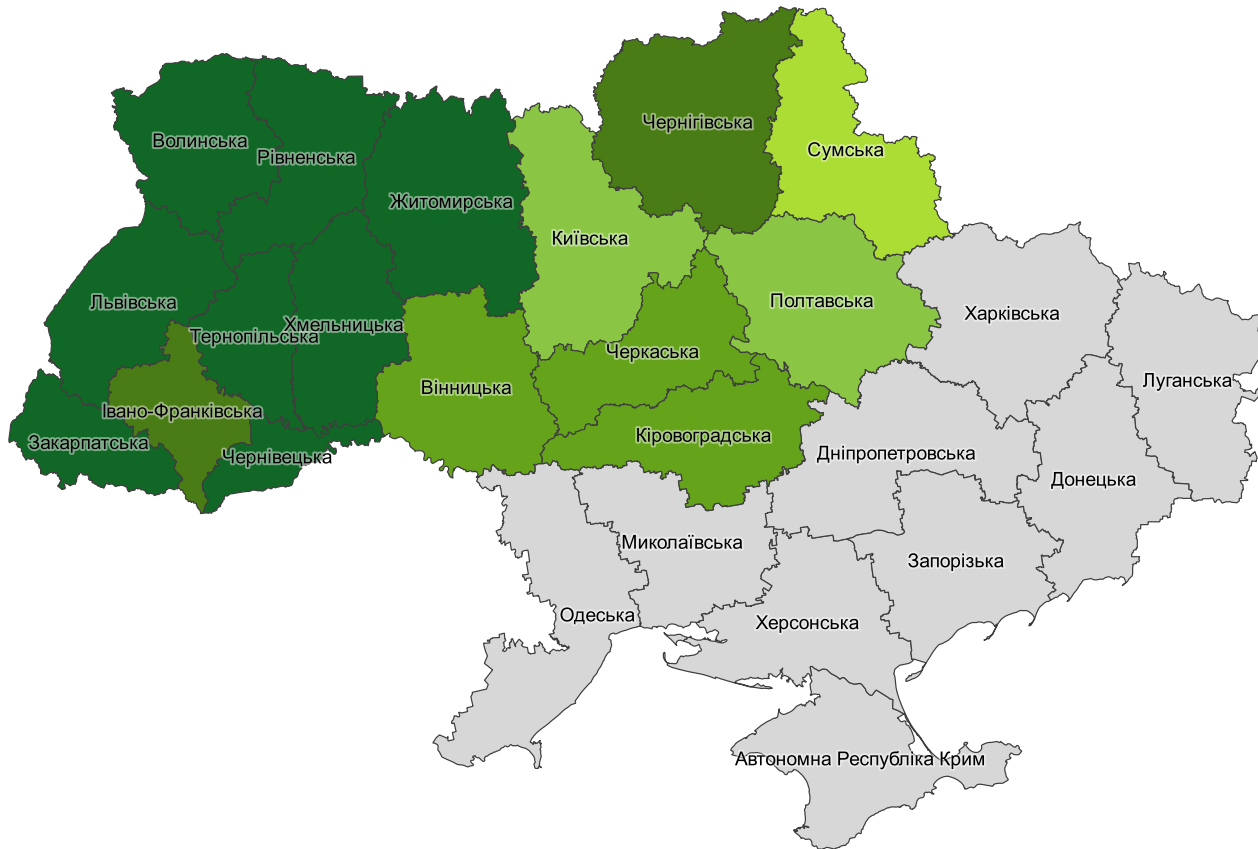 Чернігівська
Волинська
Сумська
Рівненська
Житомирська
Київська
Львівська
Полтавська
Харківська
Хмельницька
Тернопільська
Черкаська
Луганська
Вінницька
Івано-Франківська
Кіровоградська
Закарпатська
Чернівецька
Дніпропетровська
Донецька
Миколаївська
Запорізька
Одеська
Херсонська
Автономна Республіка Крим